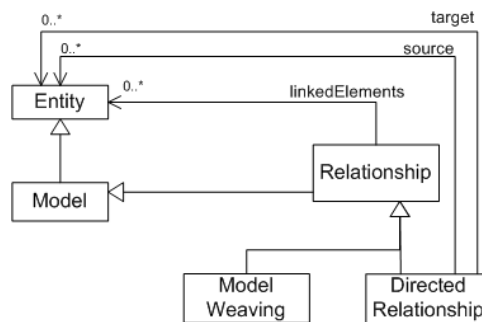 0..*
target
0..*
source
0..*
linkedElements
Entity
Relationship
Model
Model
Weaving
Directed
Relationship